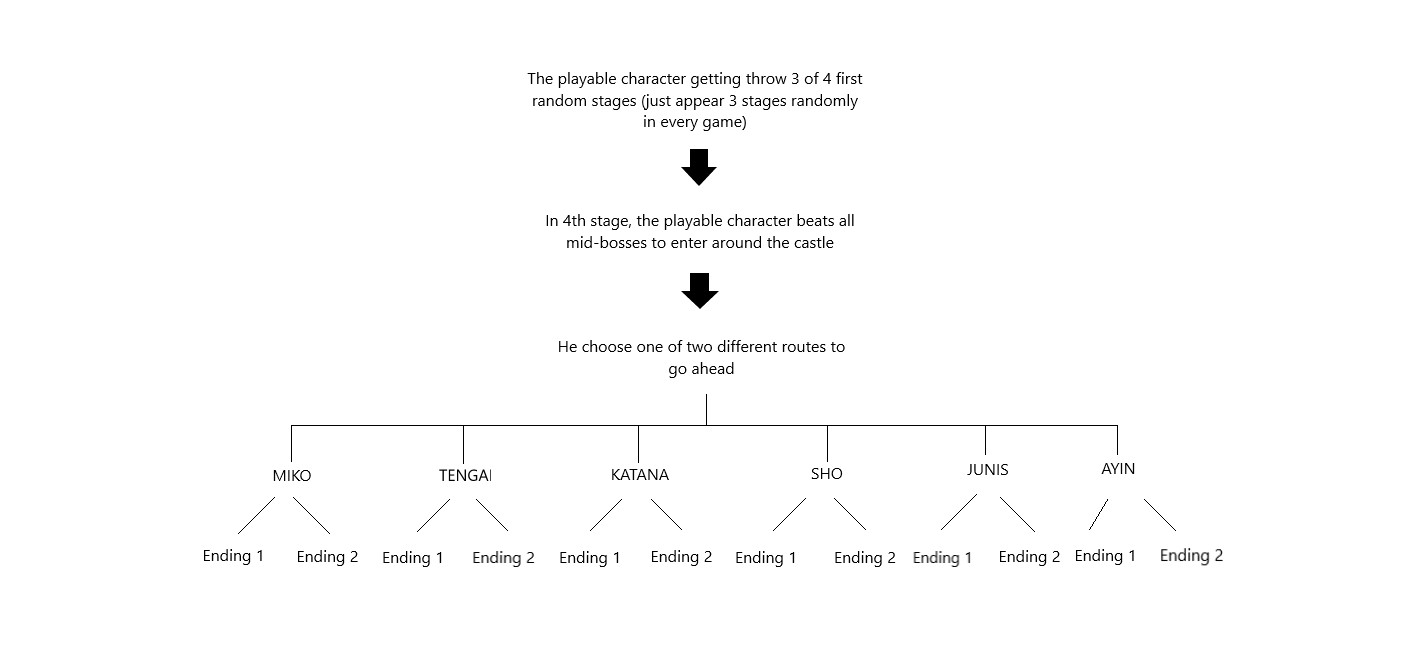 The playable character getting throw 3 of 4 first
random stages (just appear 3 stages randomly
in every game)
In 4th stage, the playable character beats all
mid-bosses to enter around the castle
He choose one of two different routes to
go ahead
MIKO TENGAI KATANA SHO JUNIS AYIN
Ending 1 Ending 2 Ending 1 Ending 2 Ending 1 Ending 2 Ending 1 Ending 2 Ending 1 Ending 2 Ending 1 Ending 2